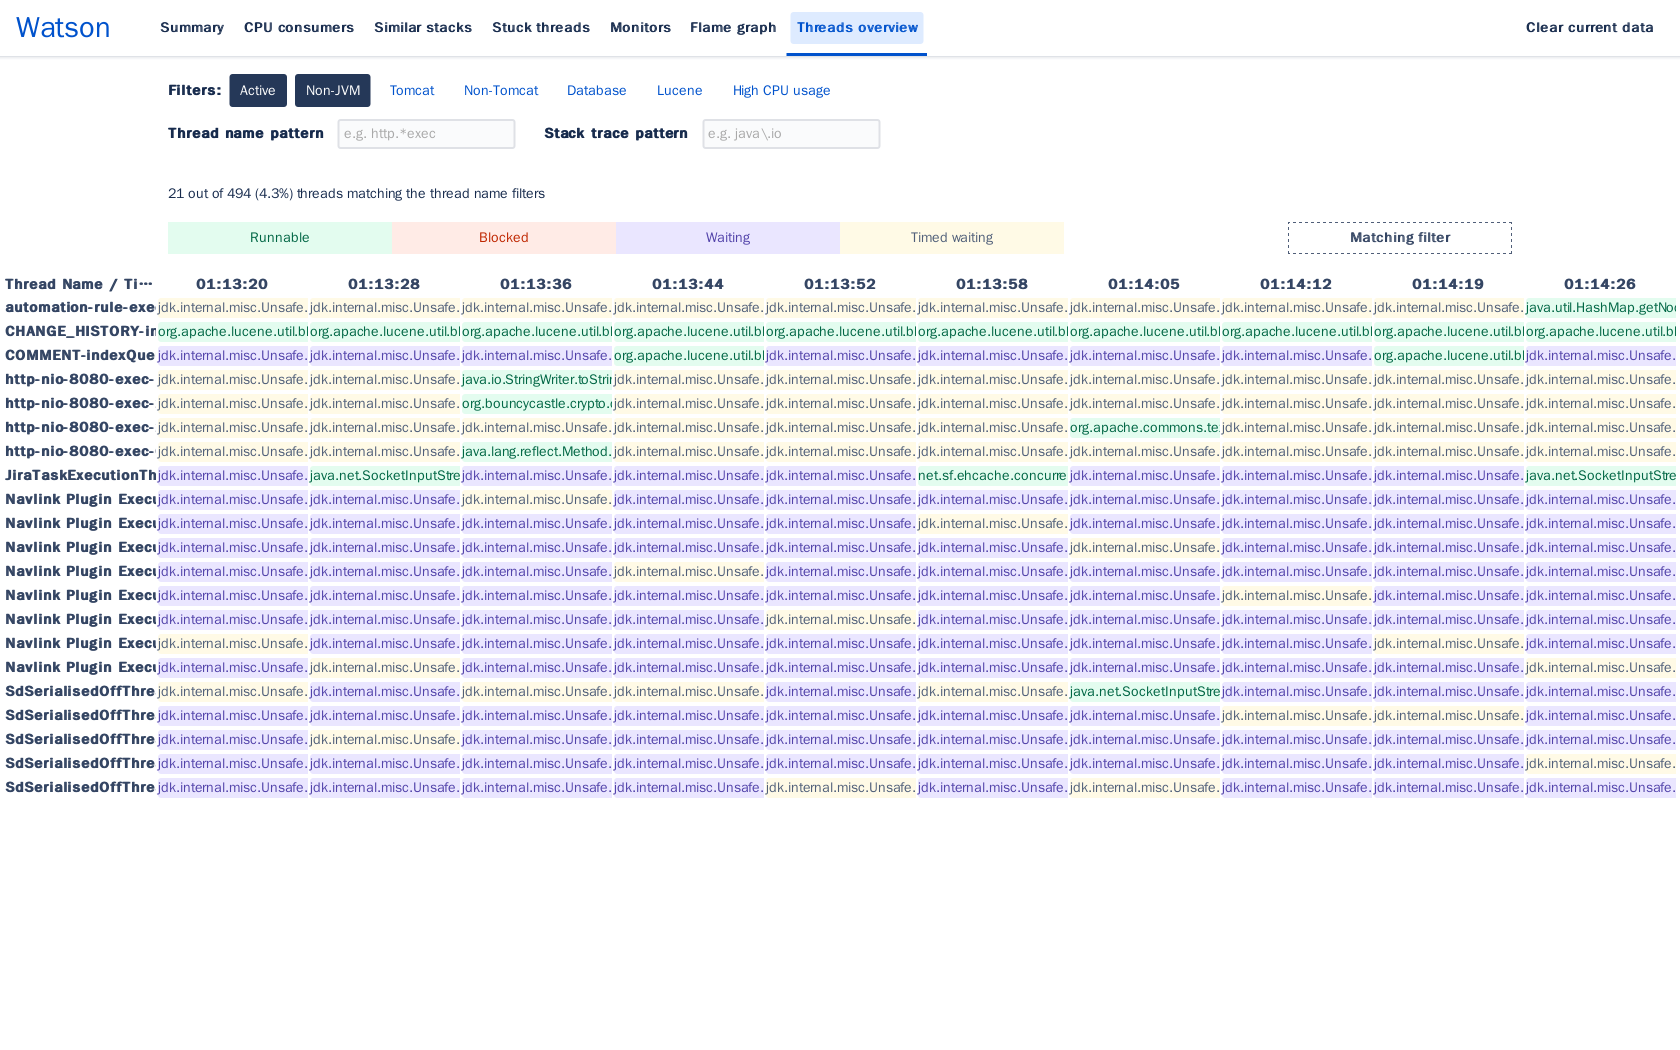 Watson Summary CPU consumers Similar stacks Stuck threads Monitors Flame graph Threads overview Clear current data
Filters: Active Non-JVM Tomcat Non-Tomcat Database Lucene High CPU usage
Thread name pattern e.g. http.*exec Stack trace pattern e.g. java\.io
21 out of 494 (4.3%) threads matching the thread name filters
Runnable Blocked Waiting Timed waiting Matching filter
Thread Name / Ti... 01:13:20 01:13:28 01:13:36 01:13:44 01:13:52 01:13:58 01:14:05 01:14:12 01:14:19 01:14:26
automation-rule-exe jdk.internal.misc.Unsafe. jdk.internal.misc.Unsafe. jdk.internal.misc.Unsafe. jdk.internal.misc.Unsafe. jdk.internal.misc.Unsafe. jdk.internal.misc.Unsafe. jdk.internal.misc.Unsafe. jdk.internal.misc.Unsafe. jdk.internal.misc.Unsafe. java.util.HashMap.getNo
CHANGE_HISTORY-in org.apache.lucene.util.bl org.apache.lucene.util.bl org.apache.lucene.util.bl org.apache.lucene.util.bl org.apache.lucene.util.bl org.apache.lucene.util.bl org.apache.lucene.util.bl org.apache.lucene.util.bl org.apache.lucene.util.bl org.apache.lucene.util.bl
COMMENT-indexQue jdk.internal.misc.Unsafe. jdk.internal.misc.Unsafe. jdk.internal.misc.Unsafe. org.apache.lucene.util.bl jdk.internal.misc.Unsafe. jdk.internal.misc.Unsafe. jdk.internal.misc.Unsafe. jdk.internal.misc.Unsafe. org.apache.lucene.util.bl jdk.internal.misc.Unsafe.
http-nio-8080-exec- jdk.internal.misc.Unsafe. jdk.internal.misc.Unsafe. java.io.StringWriter.toStri jdk.internal.misc.Unsafe. jdk.internal.misc.Unsafe. jdk.internal.misc.Unsafe. jdk.internal.misc.Unsafe. jdk.internal.misc.Unsafe. jdk.internal.misc.Unsafe. jdk.internal.misc.Unsafe.
http-nio-8080-exec- jdk.internal.misc.Unsafe. jdk.internal.misc.Unsafe. org.bouncycastle.crypto. jdk.internal.misc.Unsafe. jdk.internal.misc.Unsafe. jdk.internal.misc.Unsafe. jdk.internal.misc.Unsafe. jdk.internal.misc.Unsafe. jdk.internal.misc.Unsafe. jdk.internal.misc.Unsafe.
http-nio-8080-exec- jdk.internal.misc.Unsafe. jdk.internal.misc.Unsafe. jdk.internal.misc.Unsafe. jdk.internal.misc.Unsafe. jdk.internal.misc.Unsafe. jdk.internal.misc.Unsafe. org.apache.commons.te jdk.internal.misc.Unsafe. jdk.internal.misc.Unsafe. jdk.internal.misc.Unsafe.
http-nio-8080-exec- jdk.internal.misc.Unsafe. jdk.internal.misc.Unsafe. java.lang.reflect.Method. jdk.internal.misc.Unsafe. jdk.internal.misc.Unsafe. jdk.internal.misc.Unsafe. jdk.internal.misc.Unsafe. jdk.internal.misc.Unsafe. jdk.internal.misc.Unsafe. jdk.internal.misc.Unsafe.
JiraTaskExecutionTh jdk.internal.misc.Unsafe. java.net.SocketInputStre jdk.internal.misc.Unsafe. jdk.internal.misc.Unsafe. jdk.internal.misc.Unsafe. net.sf.ehcache.concurre jdk.internal.misc.Unsafe. jdk.internal.misc.Unsafe. jdk.internal.misc.Unsafe. java.net.SocketInputStre
Navlink Plugin Execu jdk.internal.misc.Unsafe. jdk.internal.misc.Unsafe. jdk.internal.misc.Unsafe. jdk.internal.misc.Unsafe. jdk.internal.misc.Unsafe. jdk.internal.misc.Unsafe. jdk.internal.misc.Unsafe. jdk.internal.misc.Unsafe. jdk.internal.misc.Unsafe. jdk.internal.misc.Unsafe.
Navlink Plugin Execu jdk.internal.misc.Unsafe. jdk.internal.misc.Unsafe. jdk.internal.misc.Unsafe. jdk.internal.misc.Unsafe. jdk.internal.misc.Unsafe. jdk.internal.misc.Unsafe. jdk.internal.misc.Unsafe. jdk.internal.misc.Unsafe. jdk.internal.misc.Unsafe. jdk.internal.misc.Unsafe.
Navlink Plugin Execu jdk.internal.misc.Unsafe. jdk.internal.misc.Unsafe. jdk.internal.misc.Unsafe. jdk.internal.misc.Unsafe. jdk.internal.misc.Unsafe. jdk.internal.misc.Unsafe. jdk.internal.misc.Unsafe. jdk.internal.misc.Unsafe. jdk.internal.misc.Unsafe. jdk.internal.misc.Unsafe.
Navlink Plugin Execu jdk.internal.misc.Unsafe. jdk.internal.misc.Unsafe. jdk.internal.misc.Unsafe. jdk.internal.misc.Unsafe. jdk.internal.misc.Unsafe. jdk.internal.misc.Unsafe. jdk.internal.misc.Unsafe. jdk.internal.misc.Unsafe. jdk.internal.misc.Unsafe. jdk.internal.misc.Unsafe.
Navlink Plugin Execu jdk.internal.misc.Unsafe. jdk.internal.misc.Unsafe. jdk.internal.misc.Unsafe. jdk.internal.misc.Unsafe. jdk.internal.misc.Unsafe. jdk.internal.misc.Unsafe. jdk.internal.misc.Unsafe. jdk.internal.misc.Unsafe. jdk.internal.misc.Unsafe. jdk.internal.misc.Unsafe.
Navlink Plugin Execu jdk.internal.misc.Unsafe. jdk.internal.misc.Unsafe. jdk.internal.misc.Unsafe. jdk.internal.misc.Unsafe. jdk.internal.misc.Unsafe. jdk.internal.misc.Unsafe. jdk.internal.misc.Unsafe. jdk.internal.misc.Unsafe. jdk.internal.misc.Unsafe. jdk.internal.misc.Unsafe.
Navlink Plugin Execu jdk.internal.misc.Unsafe. jdk.internal.misc.Unsafe. jdk.internal.misc.Unsafe. jdk.internal.misc.Unsafe. jdk.internal.misc.Unsafe. jdk.internal.misc.Unsafe. jdk.internal.misc.Unsafe. jdk.internal.misc.Unsafe. jdk.internal.misc.Unsafe. jdk.internal.misc.Unsafe.
Navlink Plugin Execu jdk.internal.misc.Unsafe. jdk.internal.misc.Unsafe. jdk.internal.misc.Unsafe. jdk.internal.misc.Unsafe. jdk.internal.misc.Unsafe. jdk.internal.misc.Unsafe. jdk.internal.misc.Unsafe. jdk.internal.misc.Unsafe. jdk.internal.misc.Unsafe. jdk.internal.misc.Unsafe.
SdSerialisedOffThre jdk.internal.misc.Unsafe. jdk.internal.misc.Unsafe. jdk.internal.misc.Unsafe. jdk.internal.misc.Unsafe. jdk.internal.misc.Unsafe. jdk.internal.misc.Unsafe. java.net.SocketInputStre jdk.internal.misc.Unsafe. jdk.internal.misc.Unsafe. jdk.internal.misc.Unsafe.
SdSerialisedOffThre jdk.internal.misc.Unsafe. jdk.internal.misc.Unsafe. jdk.internal.misc.Unsafe. jdk.internal.misc.Unsafe. jdk.internal.misc.Unsafe. jdk.internal.misc.Unsafe. jdk.internal.misc.Unsafe. jdk.internal.misc.Unsafe. jdk.internal.misc.Unsafe. jdk.internal.misc.Unsafe.
SdSerialisedOffThre jdk.internal.misc.Unsafe. jdk.internal.misc.Unsafe. jdk.internal.misc.Unsafe. jdk.internal.misc.Unsafe. jdk.internal.misc.Unsafe. jdk.internal.misc.Unsafe. jdk.internal.misc.Unsafe. jdk.internal.misc.Unsafe. jdk.internal.misc.Unsafe. jdk.internal.misc.Unsafe.
SdSerialisedOffThre jdk.internal.misc.Unsafe. jdk.internal.misc.Unsafe. jdk.internal.misc.Unsafe. jdk.internal.misc.Unsafe. jdk.internal.misc.Unsafe. jdk.internal.misc.Unsafe. jdk.internal.misc.Unsafe. jdk.internal.misc.Unsafe. jdk.internal.misc.Unsafe. jdk.internal.misc.Unsafe.
SdSerialisedOffThre jdk.internal.misc.Unsafe. jdk.internal.misc.Unsafe. jdk.internal.misc.Unsafe. jdk.internal.misc.Unsafe. jdk.internal.misc.Unsafe. jdk.internal.misc.Unsafe. jdk.internal.misc.Unsafe. jdk.internal.misc.Unsafe. jdk.internal.misc.Unsafe. jdk.internal.misc.Unsafe.